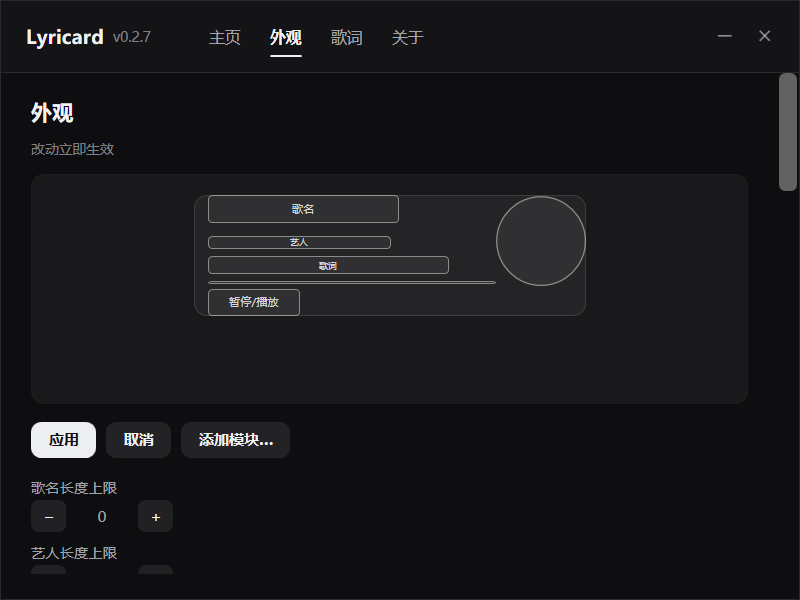 Lyricard v0.2.7 主页 外观 歌词 关于
外观
改动立即生效
歌名
艺人
歌词
暂停/播放
应用 取消 添加模块...
歌名长度上限
− 0 +
艺人长度上限